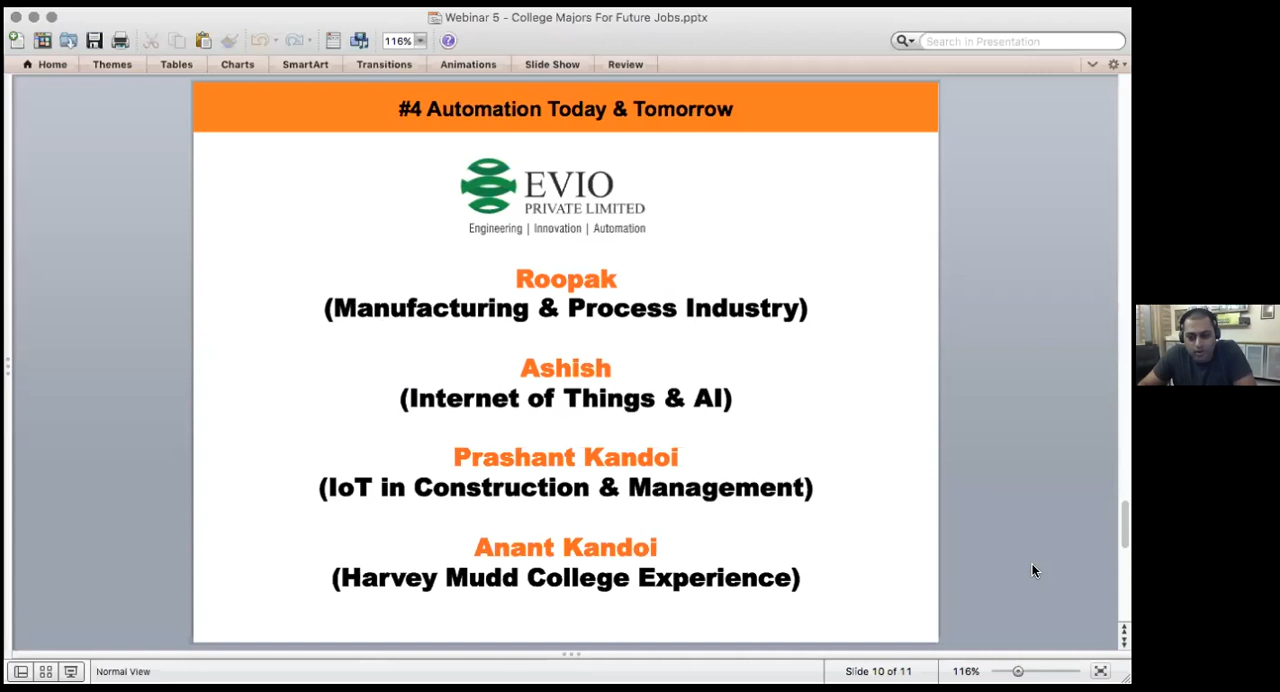 Webinar 5 - College Majors For Future Jobs.pptx
116%
Search in Presentation
Home Themes Tables Charts SmartArt Transitions Animations Slide Show Review
#4 Automation Today & Tomorrow
EVIO
PRIVATE LIMITED
Engineering | Innovation | Automation
Roopak
(Manufacturing & Process Industry)
Ashish
(Internet of Things & AI)
Prashant Kandoi
(IoT in Construction & Management)
Anant Kandoi
(Harvey Mudd College Experience)
Normal View Slide 10 of 11 116%